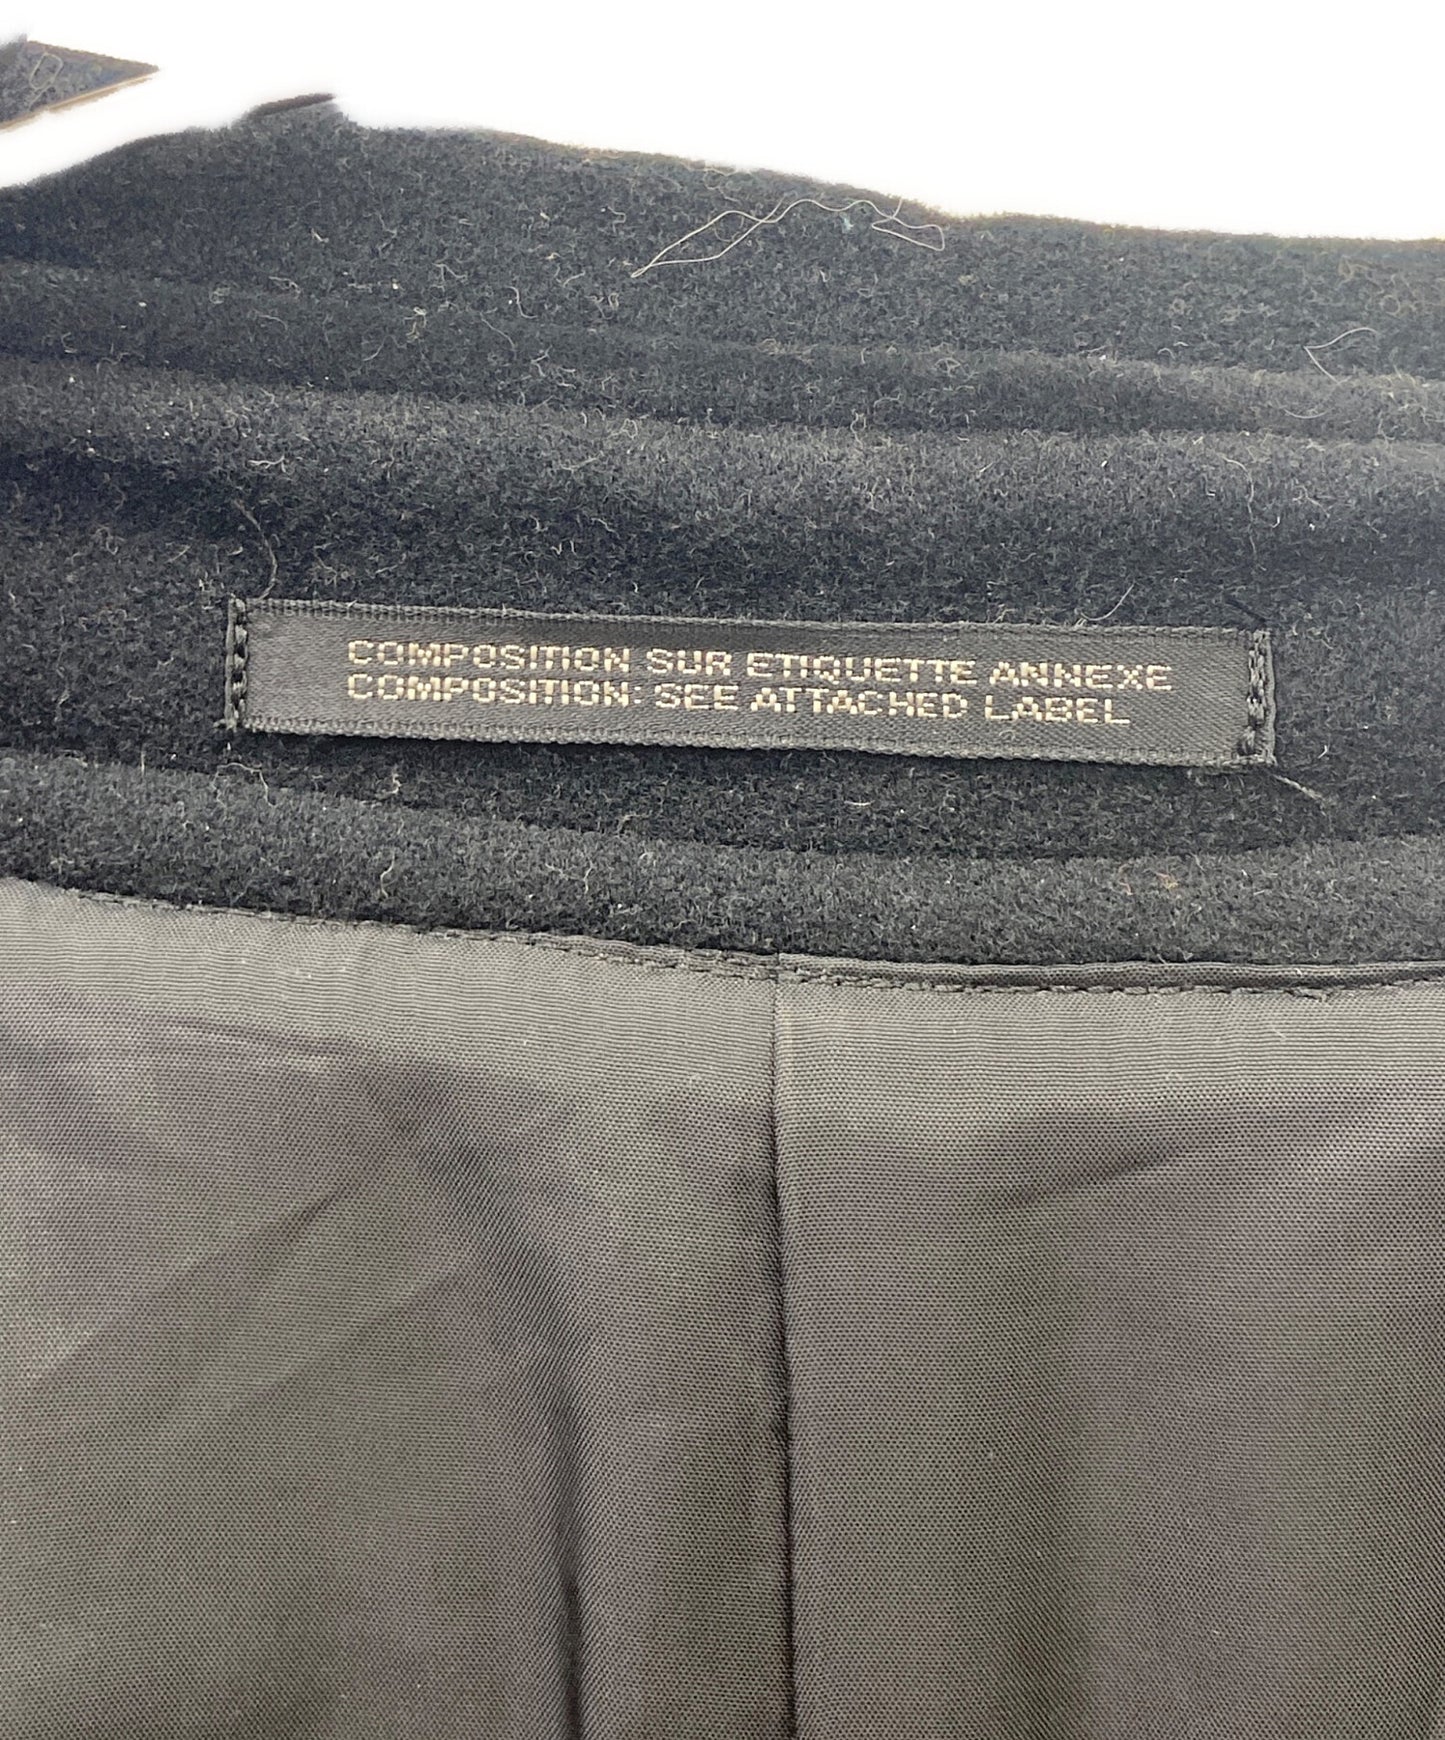 COMPOSITION SUR ETIQUETTE ANNEXE
COMPOSITION: SEE ATTACHED LABEL